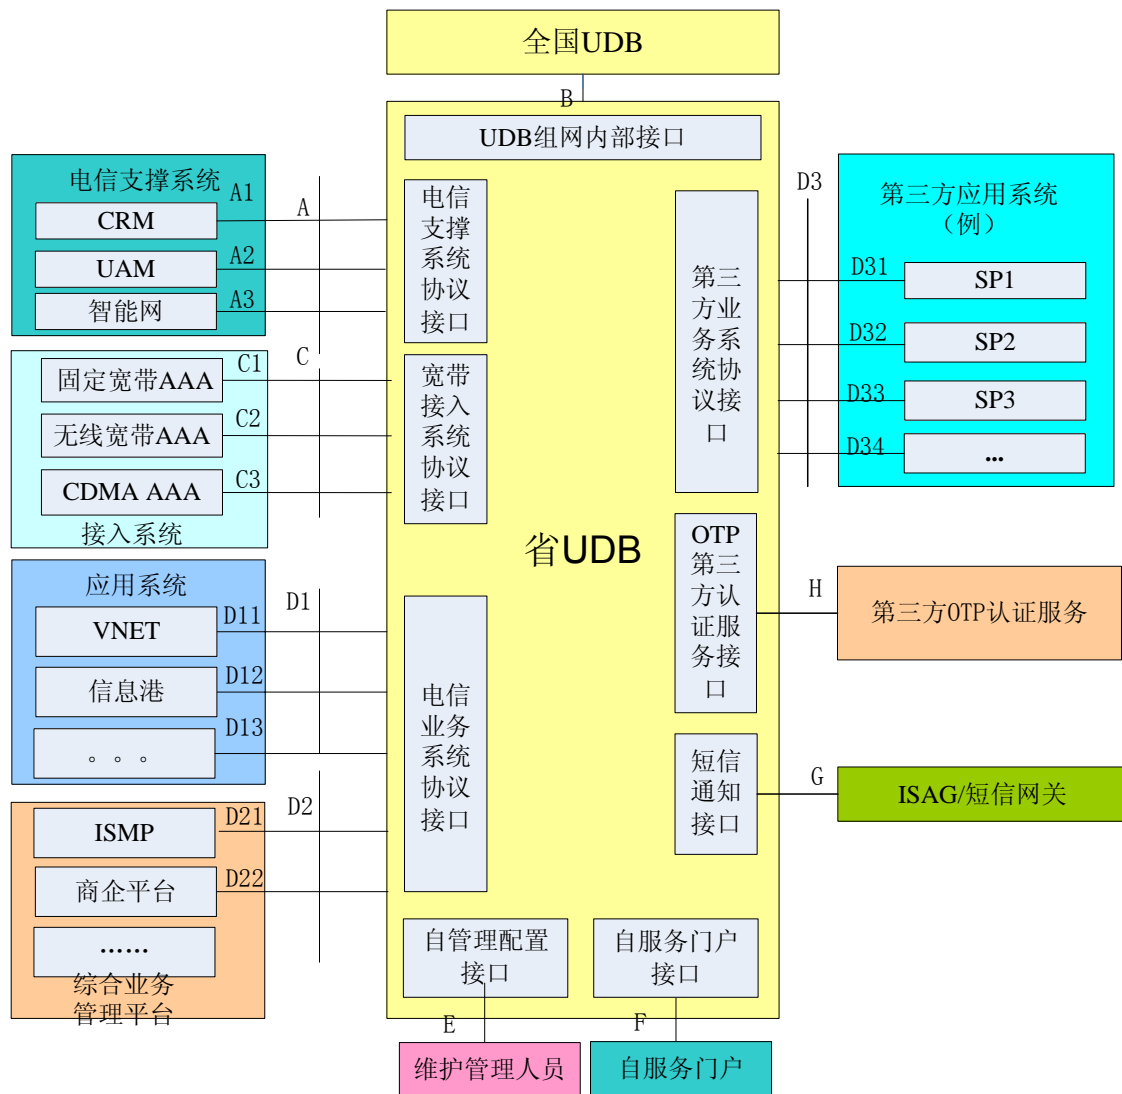 全国UDB
B
UDB组网内部接口
电信支撑系统
A1
CRM
A2
UAM
A3
智能网
A
电信
支撑
系统
协议
接口
C1
固定宽带AAA
C2
无线宽带AAA
C3
CDMA AAA
接入系统
C
宽带
接入
系统
协议
接口
应用系统
D11
VNET
D12
信息港
D13
。。。
D1
电信
业务
系统
协议
接口
D21
ISMP
D22
商企平台
……
综合业务
管理平台
D2
省UDB
第三
方业
务系
统协
议接
口
D3
第三方应用系统
（例）
D31
SP1
D32
SP2
D33
SP3
D34
...
OTP
第三
方认
证服
务接
口
H
第三方OTP认证服务
短信
通知
接口
G
ISAG/短信网关
自管理配置
接口
自服务门户
接口
E
F
维护管理人员
自服务门户